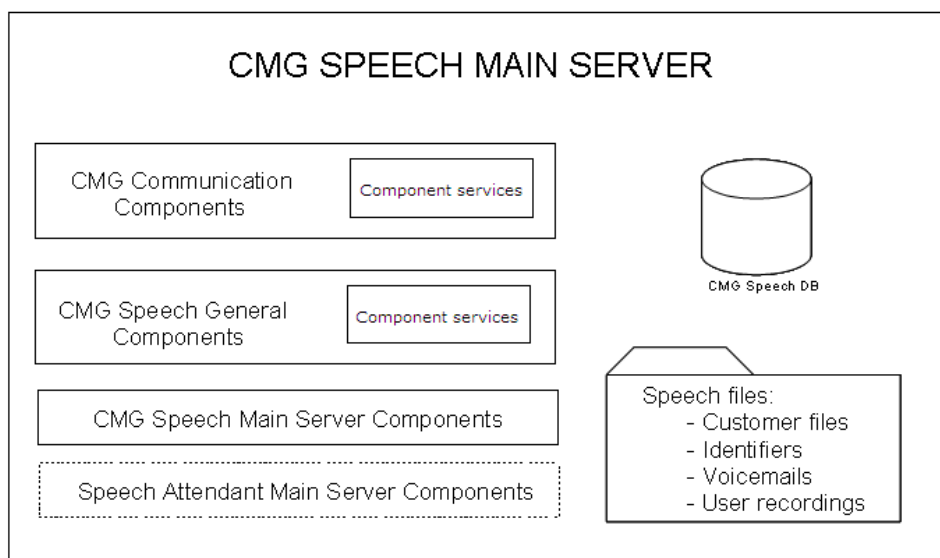 CMG SPEECH MAIN SERVER
CMG Communication
Components
Component services
CMG Speech General
Components
Component services
CMG Speech Main Server Components
Speech Attendant Main Server Components
CMG Speech DB
Speech files:
- Customer files
- Identifiers
- Voicemails
- User recordings